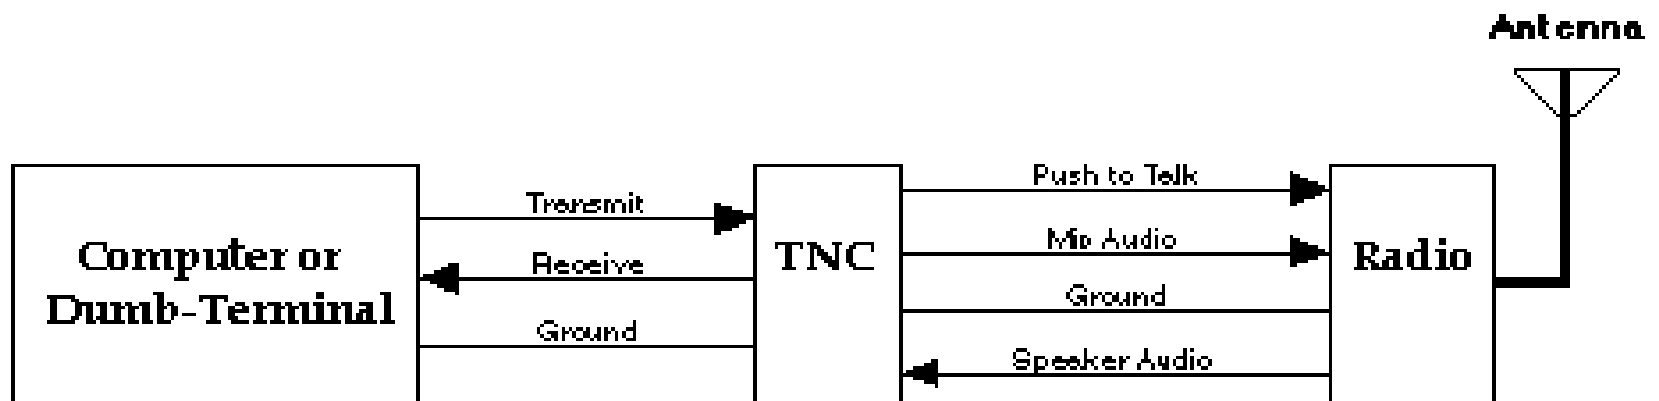 Antenna
Computer or
Dumb-Terminal
Transmit
Receive
Ground
TNC
Push to Talk
Mic Audio
Ground
Speaker Audio
Radio